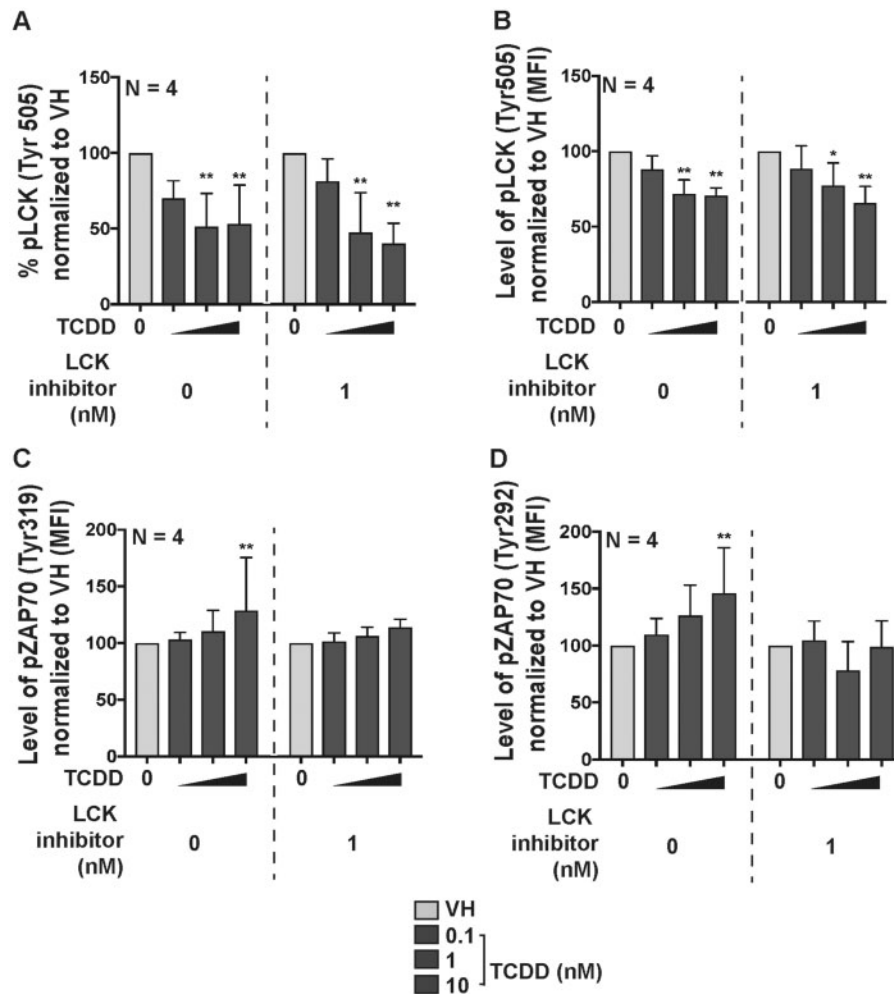 A
% pLCK (Tyr 505)
normalized to VH
150
100
50
0
N = 4
**
**
**
**
TCDD
0
0
LCK
inhibitor
(nM)
0
1
B
Level of pLCK (Tyr505)
normalized to VH (MFI)
150
100
50
0
N = 4
**
**
*
**
TCDD
0
0
LCK
inhibitor
(nM)
0
1
C
Level of pZAP70 (Tyr319)
normalized to VH (MFI)
200
150
100
50
0
N = 4
**
TCDD
0
0
LCK
inhibitor
(nM)
0
1
D
Level of pZAP70 (Tyr292)
normalized to VH (MFI)
200
150
100
50
0
N = 4
**
TCDD
0
0
LCK
inhibitor
(nM)
0
1
VH
0.1
1
10
TCDD (nM)